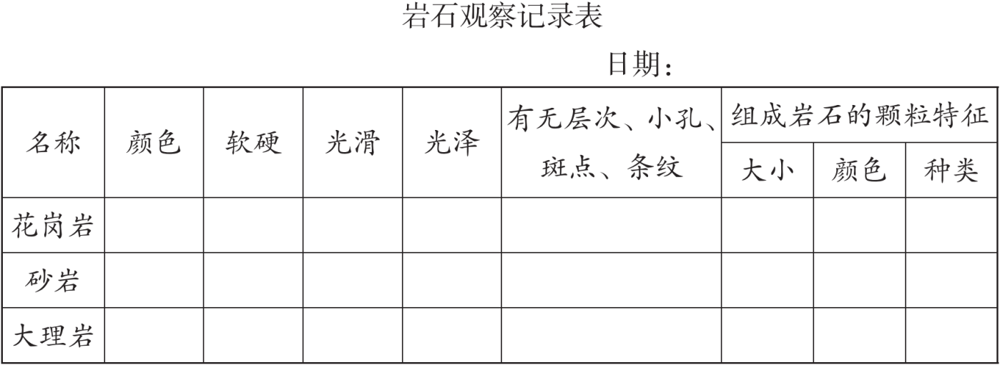 岩石观察记录表
日期：
名称 颜色 软硬 光滑 光泽 有无层次、小孔、斑点、条纹 组成岩石的颗粒特征
大小 颜色 种类
花岗岩
砂岩
大理岩